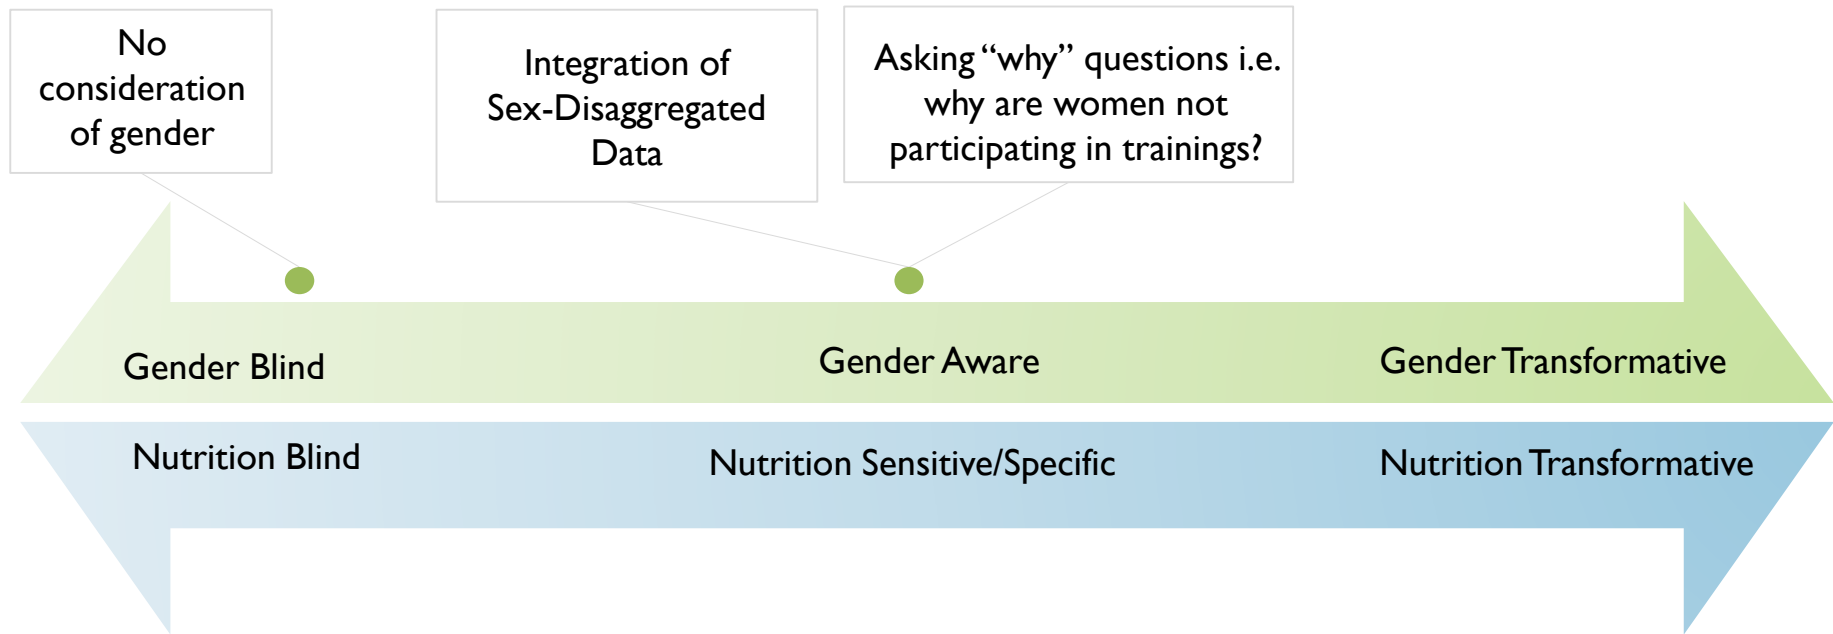 No
consideration
of gender
Integration of
Sex-Disaggregated
Data
Asking “why” questions i.e.
why are women not
participating in trainings?
Gender Blind
Gender Aware
Gender Transformative
Nutrition Blind
Nutrition Sensitive/Specific
Nutrition Transformative